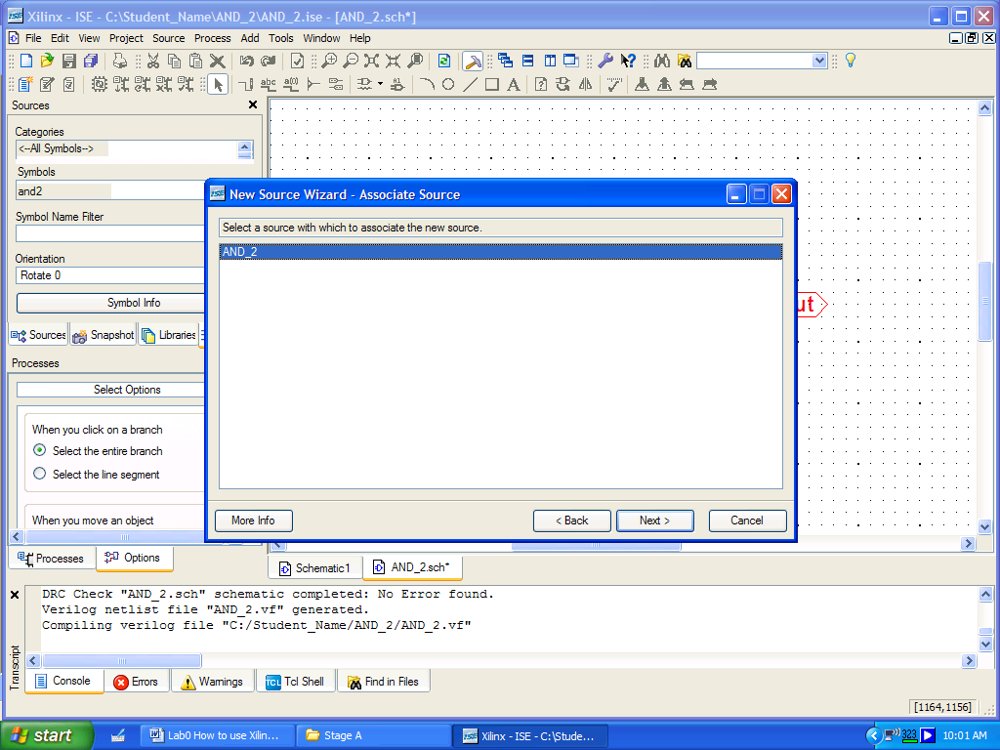 Xilinx - ISE - C:\Student_Name\AND_2\AND_2.ise - [AND_2.sch*]
File Edit View Project Source Process Add Tools Window Help
Sources
Categories
<--All Symbols-->
Symbols
and2
Symbol Name Filter
Orientation
Rotate 0
Symbol Info
Sources Snapshot Libraries
Processes
Select Options
When you click on a branch
Select the entire branch
Select the line segment
When you move an object
Processes Options
New Source Wizard - Associate Source
Select a source with which to associate the new source.
AND_2
More Info < Back Next > Cancel
ut
Schematic1 AND_2.sch*
DRC Check "AND_2.sch" schematic completed: No Error found.
Verilog netlist file "AND_2.vf" generated.
Compiling verilog file "C:/Student_Name/AND_2/AND_2.vf"
Transcript
Console Errors Warnings TCL Tcl Shell Find in Files
[1164,1156]
start Lab0 How to use Xilin... Stage A Xilinx - ISE - C:\Stude... 323 10:01 AM